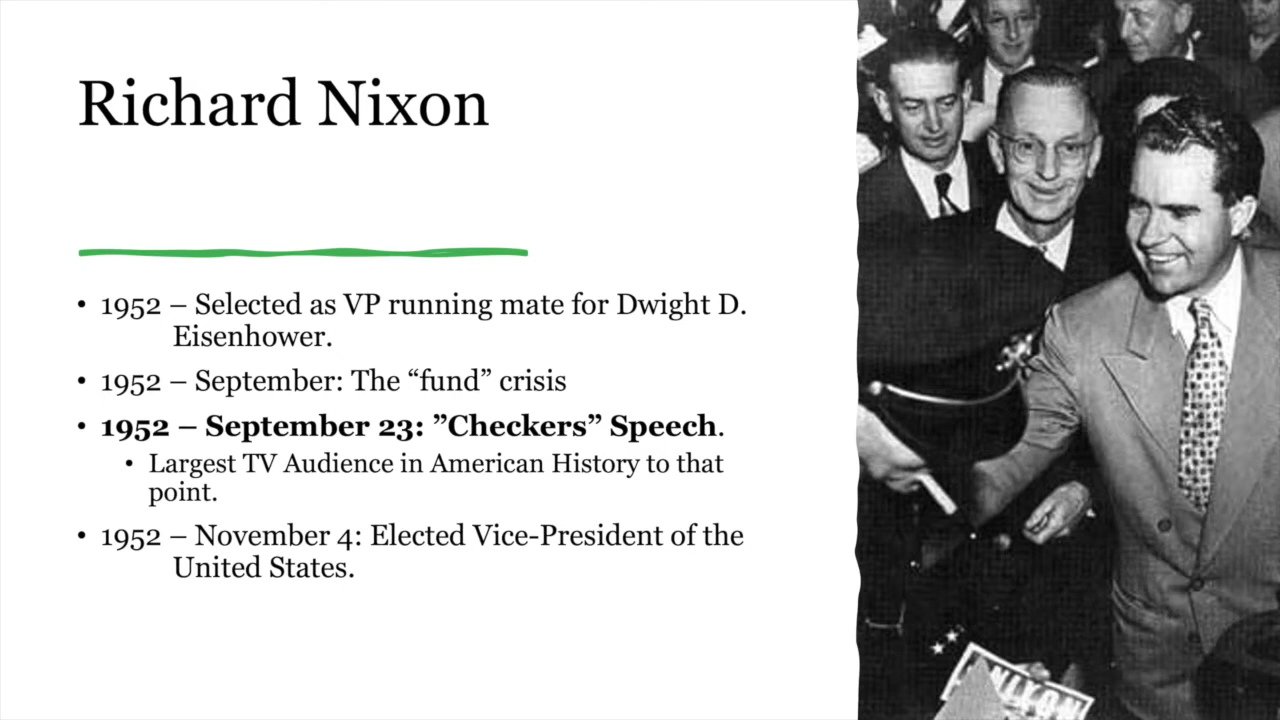 Richard Nixon
• 1952 – Selected as VP running mate for Dwight D.
Eisenhower.
• 1952 – September: The “fund” crisis
• 1952 – September 23: ”Checkers” Speech.
• Largest TV Audience in American History to that
point.
• 1952 – November 4: Elected Vice-President of the
United States.
NIXON